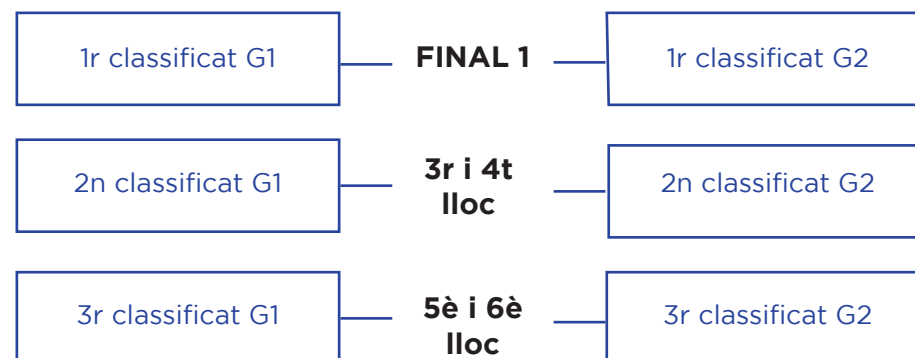 1r classificat G1
FINAL 1
1r classificat G2
2n classificat G1
3r i 4t
lloc
2n classificat G2
3r classificat G1
5è i 6è
lloc
3r classificat G2